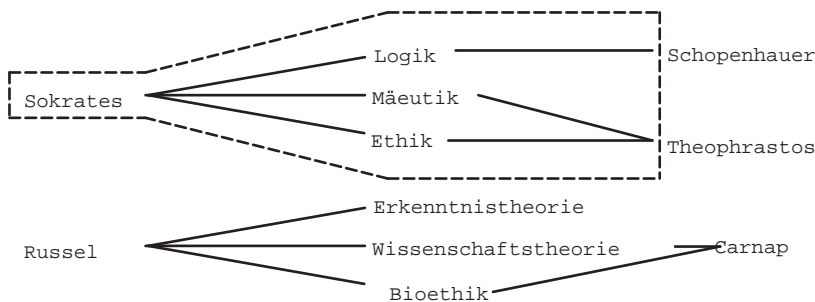 Logik
Schopenhauer
Sokrates
Mäeutik
Ethik
Theophrastos
Erkenntnistheorie
Russel
Wissenschaftstheorie
Carnap
Bioethik